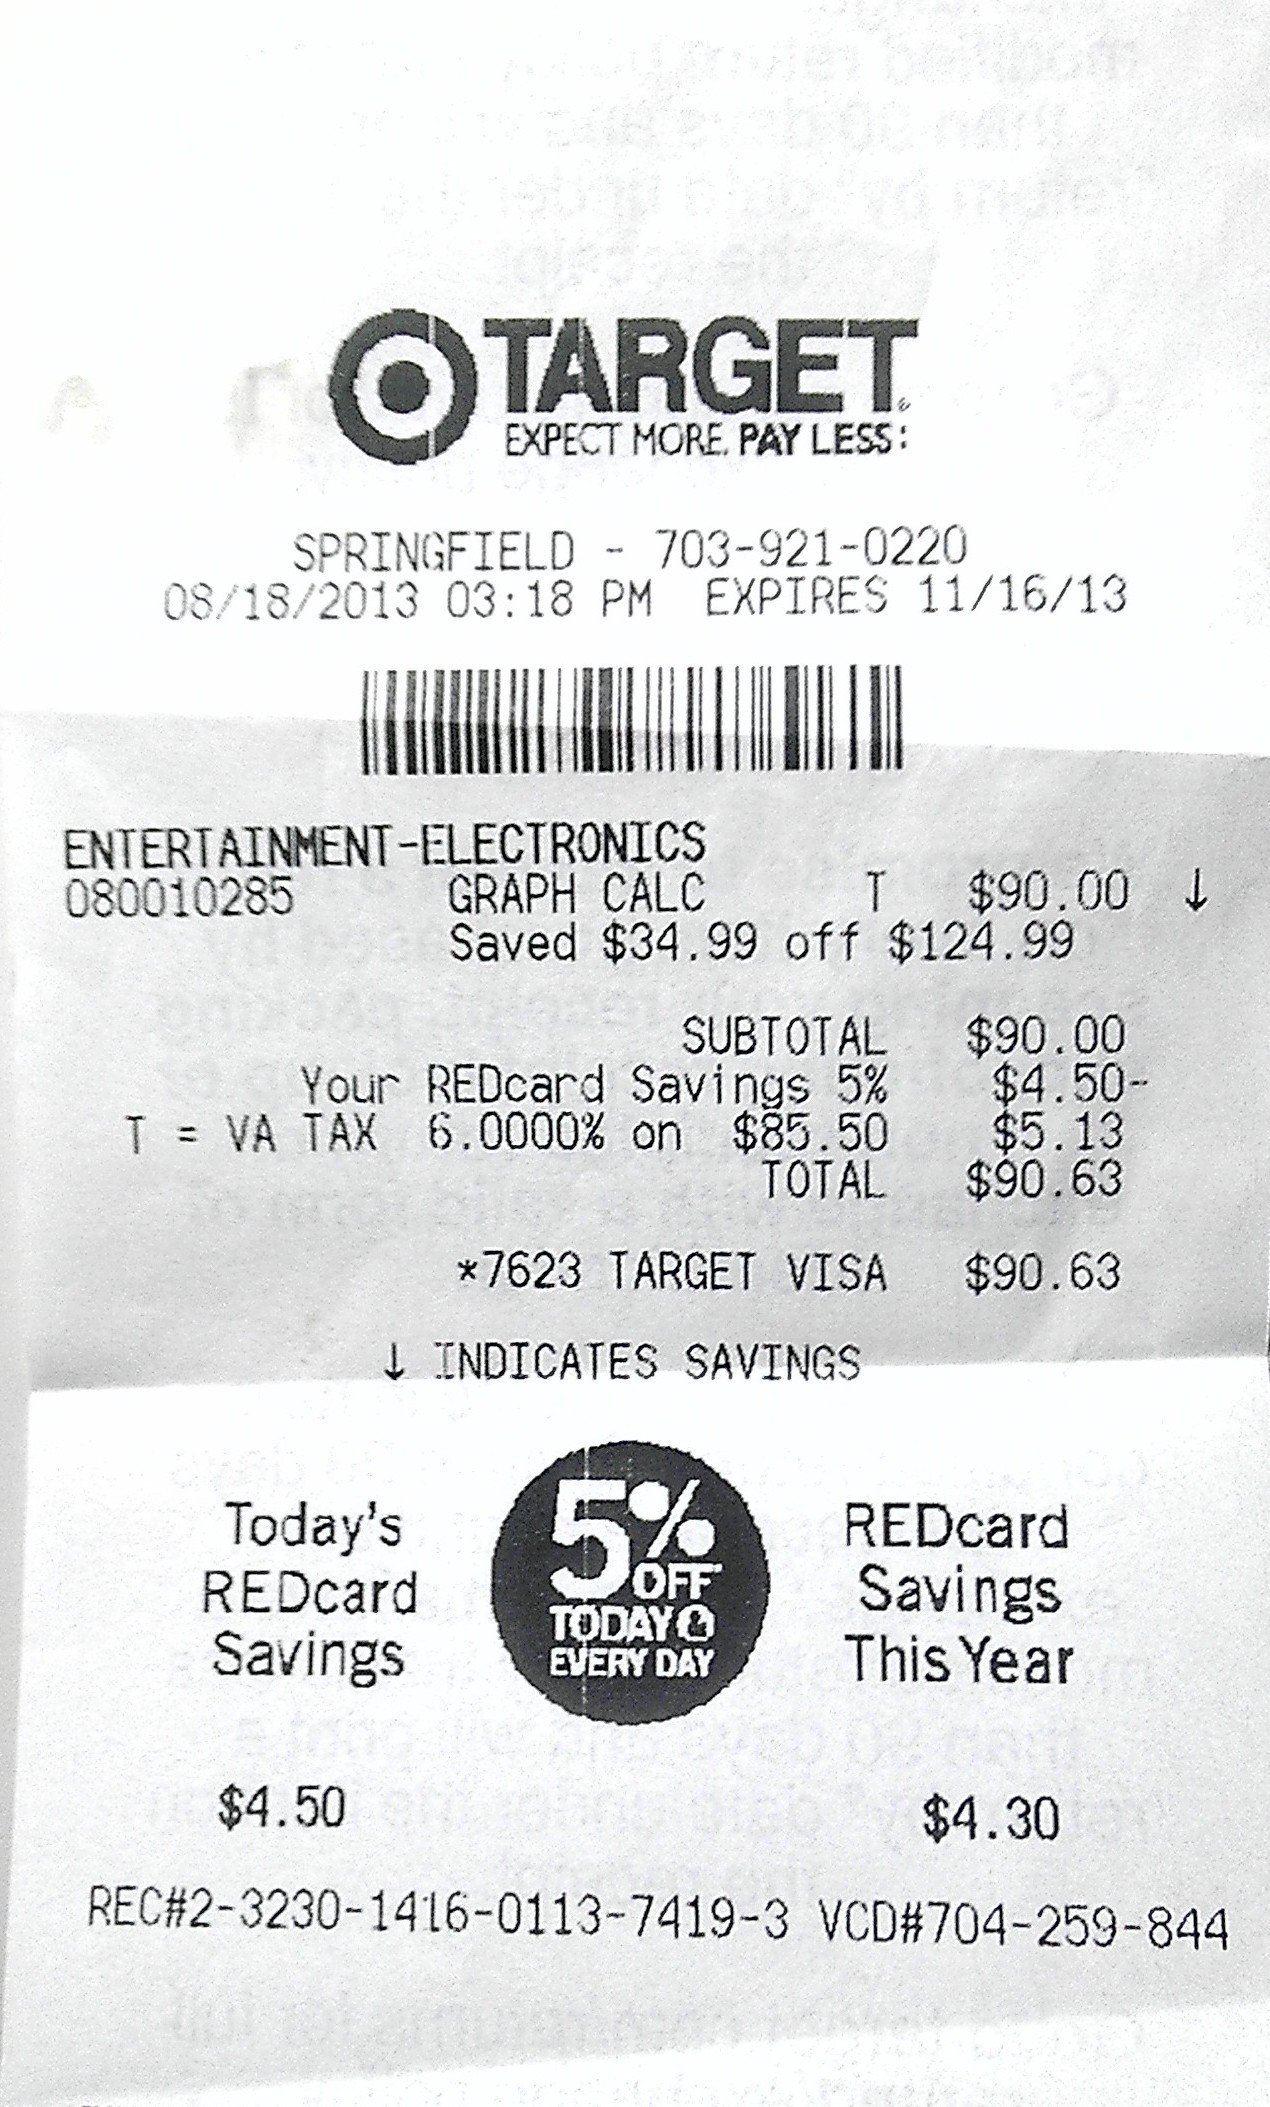 TARGET
EXPECT MORE. PAY LESS.
SPRINGFIELD - 703-921-0220
08/18/2013 03:18 PM EXPIRES 11/16/13
ENTERTAINMENT-ELECTRONICS
080010285 GRAPH CALC T $90.00 ↓
Saved $34.99 off $124.99
SUBTOTAL $90.00
Your REDcard Savings 5% $4.50-
T = VA TAX 6.0000% on $85.50 $5.13
TOTAL $90.63
*7623 TARGET VISA $90.63
↓ INDICATES SAVINGS
Today's
REDcard
Savings
$4.50
5%
OFF
TODAY &
EVERY DAY
REDcard
Savings
This Year
$4.30
REC#2-3230-1416-0113-7419-3 VCD#704-259-844